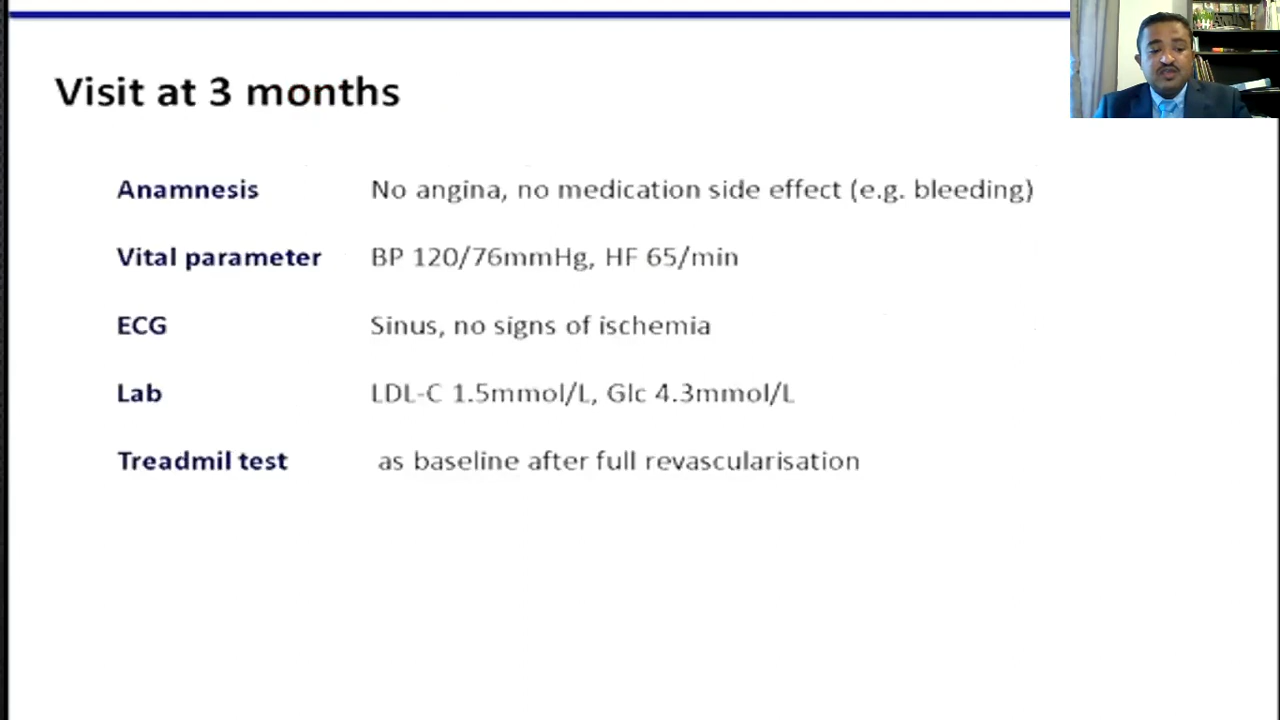 Visit at 3 months
Anamnesis No angina, no medication side effect (e.g. bleeding)
Vital parameter BP 120/76mmHg, HF 65/min
ECG Sinus, no signs of ischemia
Lab LDL-C 1.5mmol/L, Glc 4.3mmol/L
Treadmil test as baseline after full revascularisation